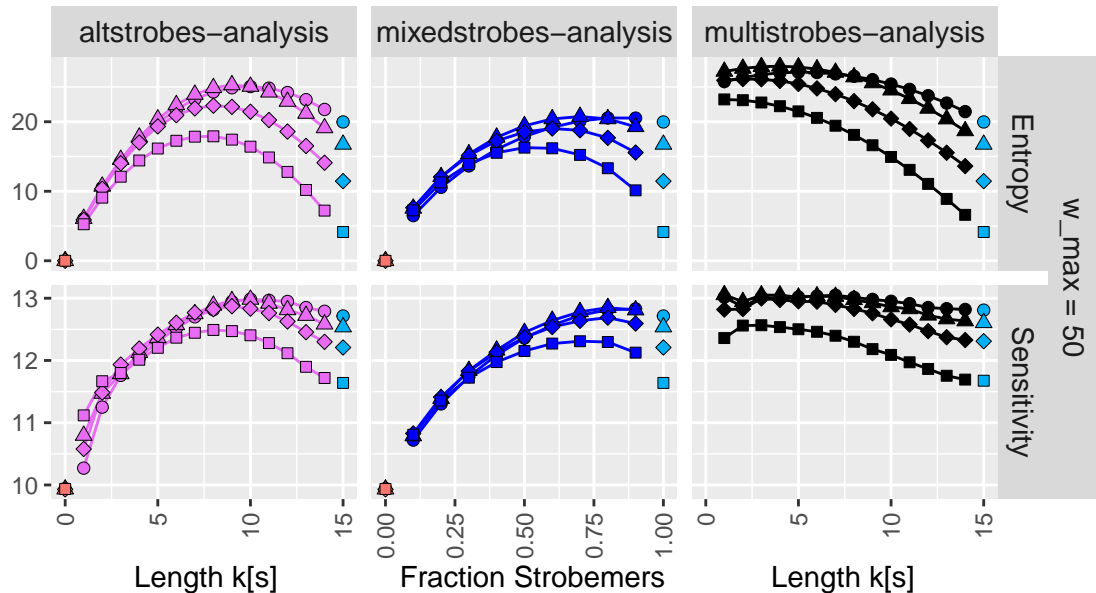 altstrobes−analysis mixedstrobes−analysis multistrobes−analysis
20
10
0
Entropy
13
12
11
10
Sensitivity
w_max = 50
0 5 10 15 0.00 0.25 0.50 0.75 1.00 0 5 10 15
Length k[s] Fraction Strobemers Length k[s]